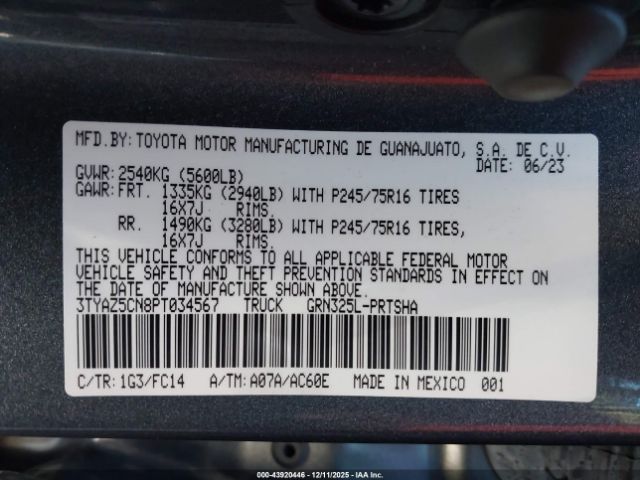 MFD.BY: TOYOTA MOTOR MANUFACTURING DE GUANAJUATO, S.A. DE C.V.
DATE: 06/23
GVWR: 2540KG (5600LB)
GAWR: FRT. 1335KG (2940LB) WITH P245/75R16 TIRES
16X7J RIMS.
RR. 1490KG (3280LB) WITH P245/75R16 TIRES,
16X7J RIMS.
THIS VEHICLE CONFORMS TO ALL APPLICABLE FEDERAL MOTOR
VEHICLE SAFETY AND THEFT PREVENTION STANDARDS IN EFFECT ON
THE DATE OF MANUFACTURE SHOWN ABOVE.
3TYAZ5CN8PT034567 TRUCK GRN325L-PRTSHA
C/TR: 1G3/FC14 A/TM: A07A/AC60E MADE IN MEXICO 001
000-43920446 - 12/11/2025 - IAA Inc.